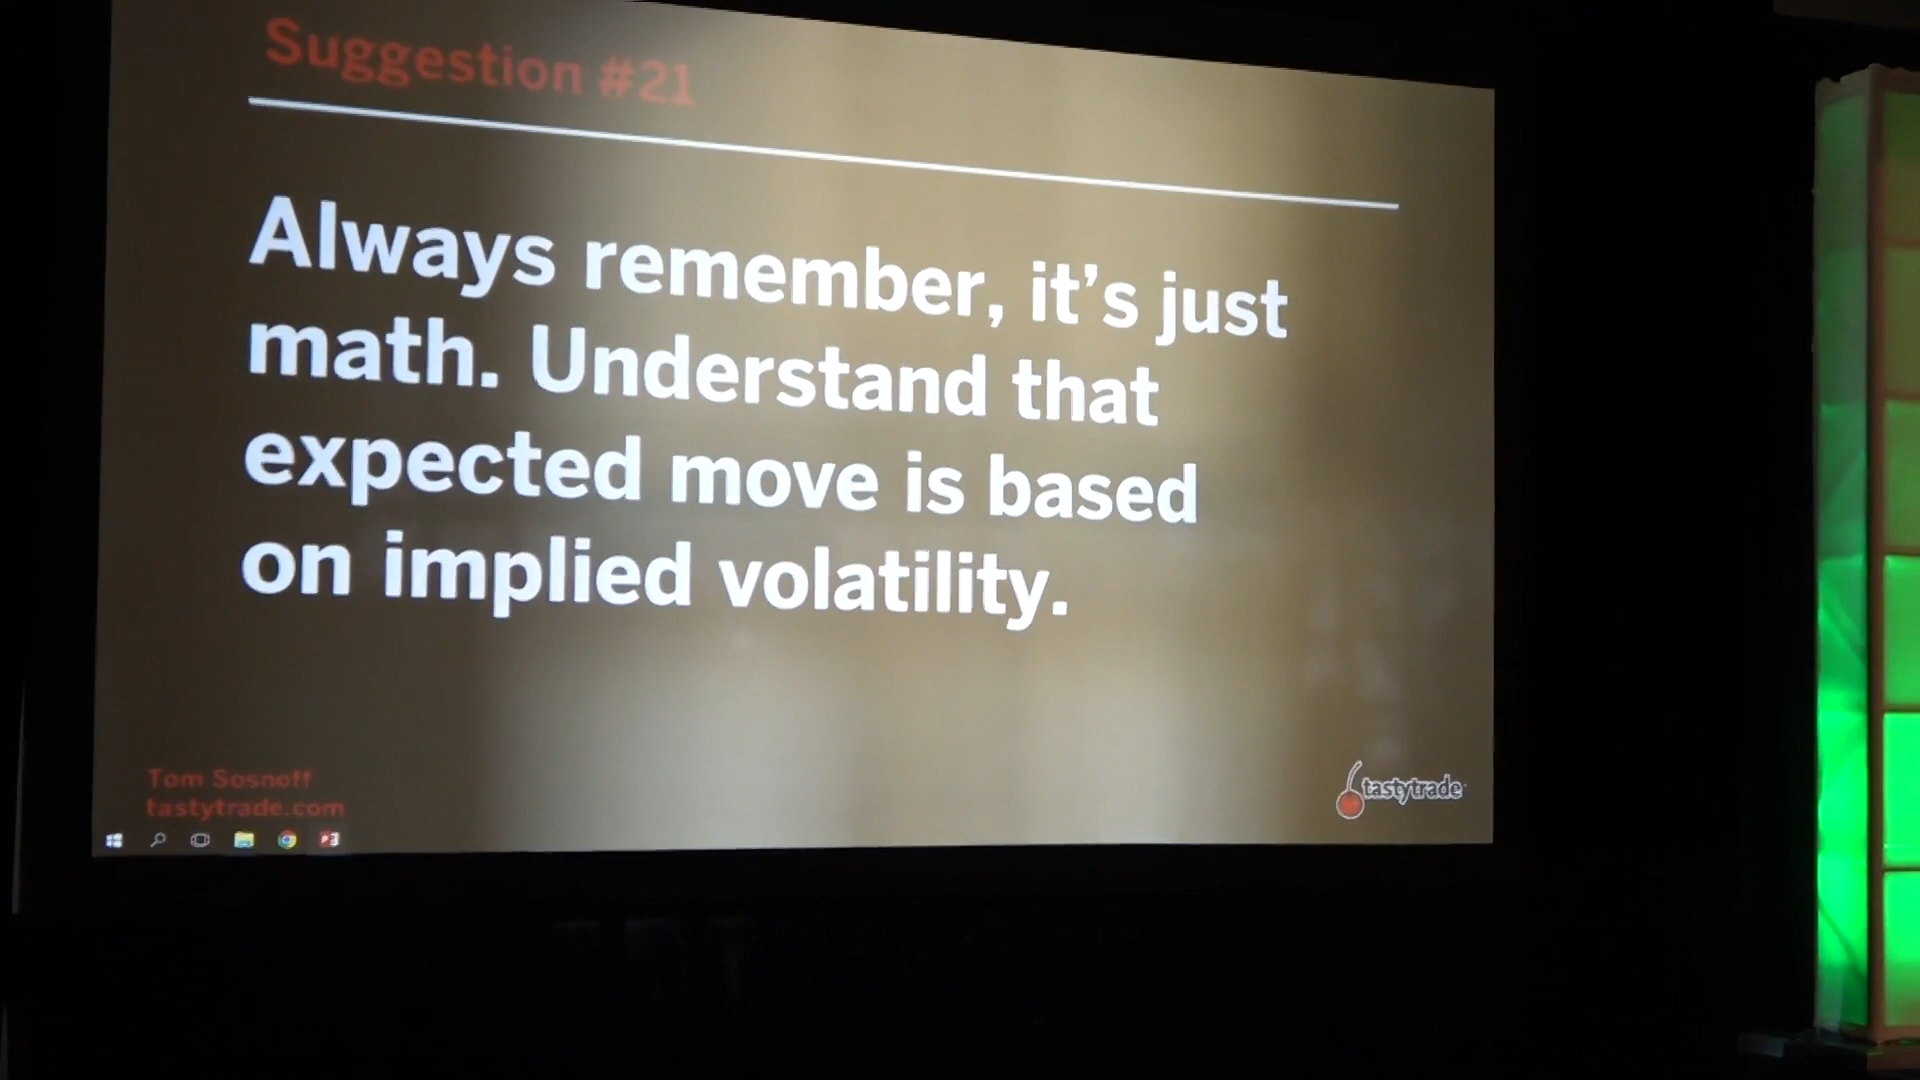 Suggestion #21
Always remember, it's just
math. Understand that
expected move is based
on implied volatility.
Tom Sosnoff
tastytrade.com
tastytrade